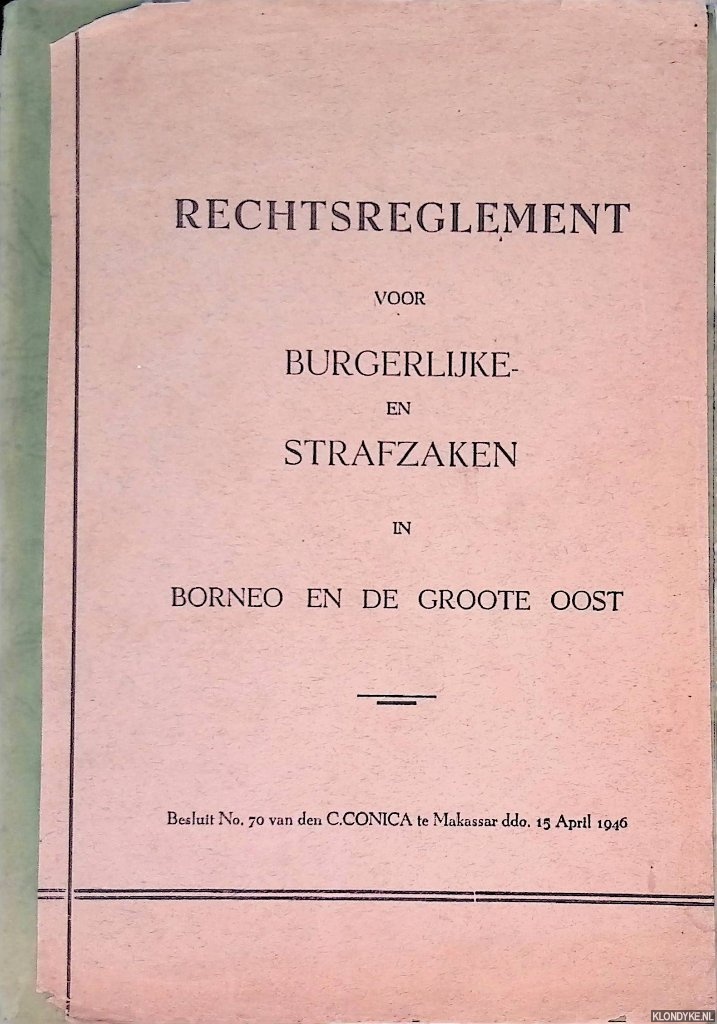 RECHTSREGLEMENT
VOOR
BURGERLIJKE-
EN
STRAFZAKEN
IN
BORNEO EN DE GROOTE OOST
Besluit No. 70 van den C.CONICA te Makassar ddo. 15 April 1946
KLONDYKE.NL